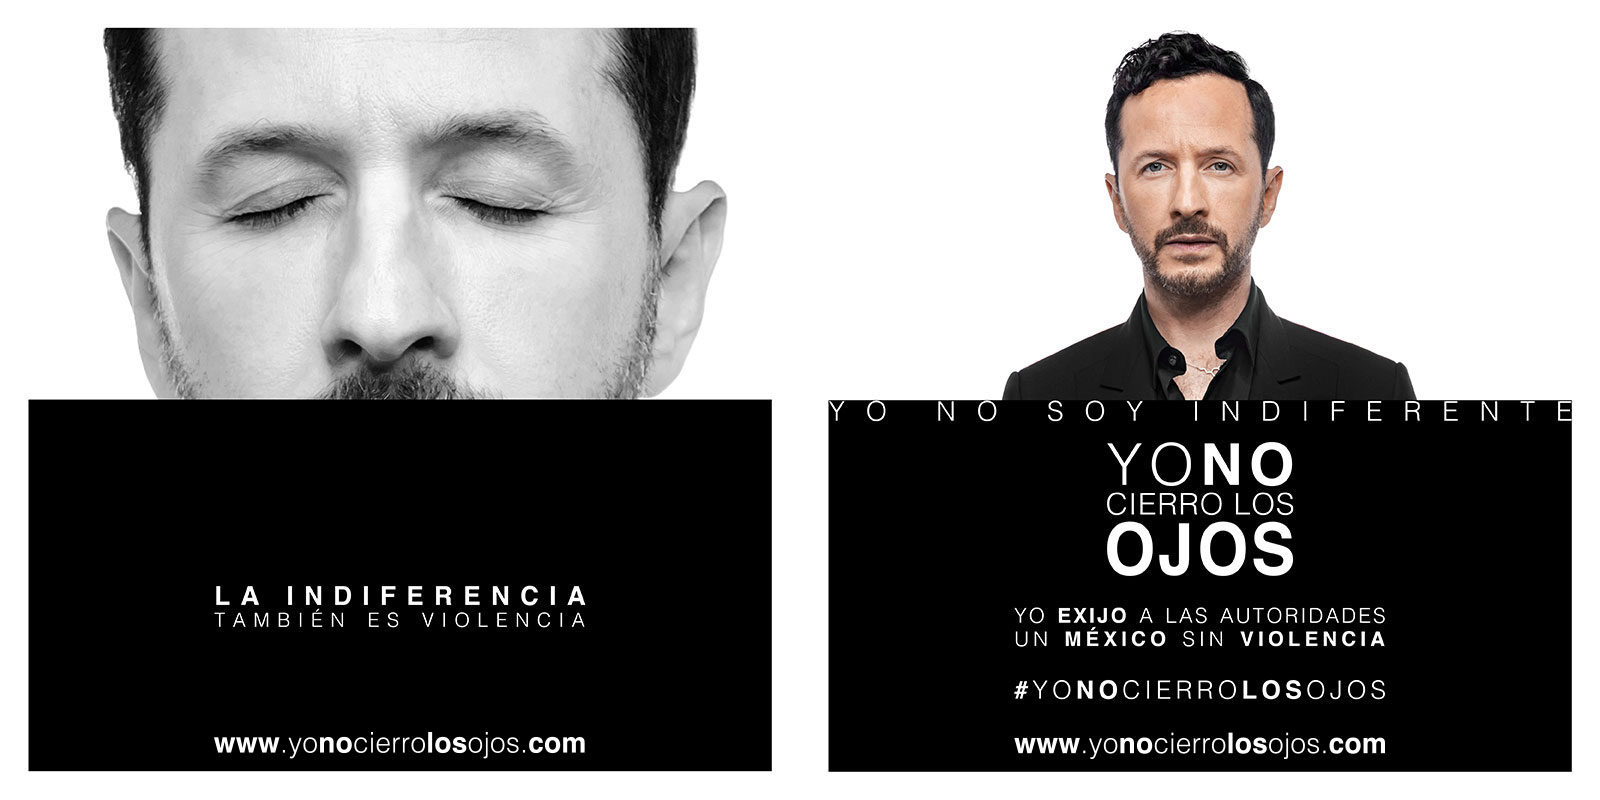 LA INDIFERENCIA
TAMBIÉN ES VIOLENCIA
www.yonocierrolosojos.com
YO NO SOY INDIFERENTE
YONO
CIERRO LOS
OJOS
YO EXIJO A LAS AUTORIDADES
UN MÉXICO SIN VIOLENCIA
#YONOCIERROLOSOJOS
www.yonocierrolosojos.com